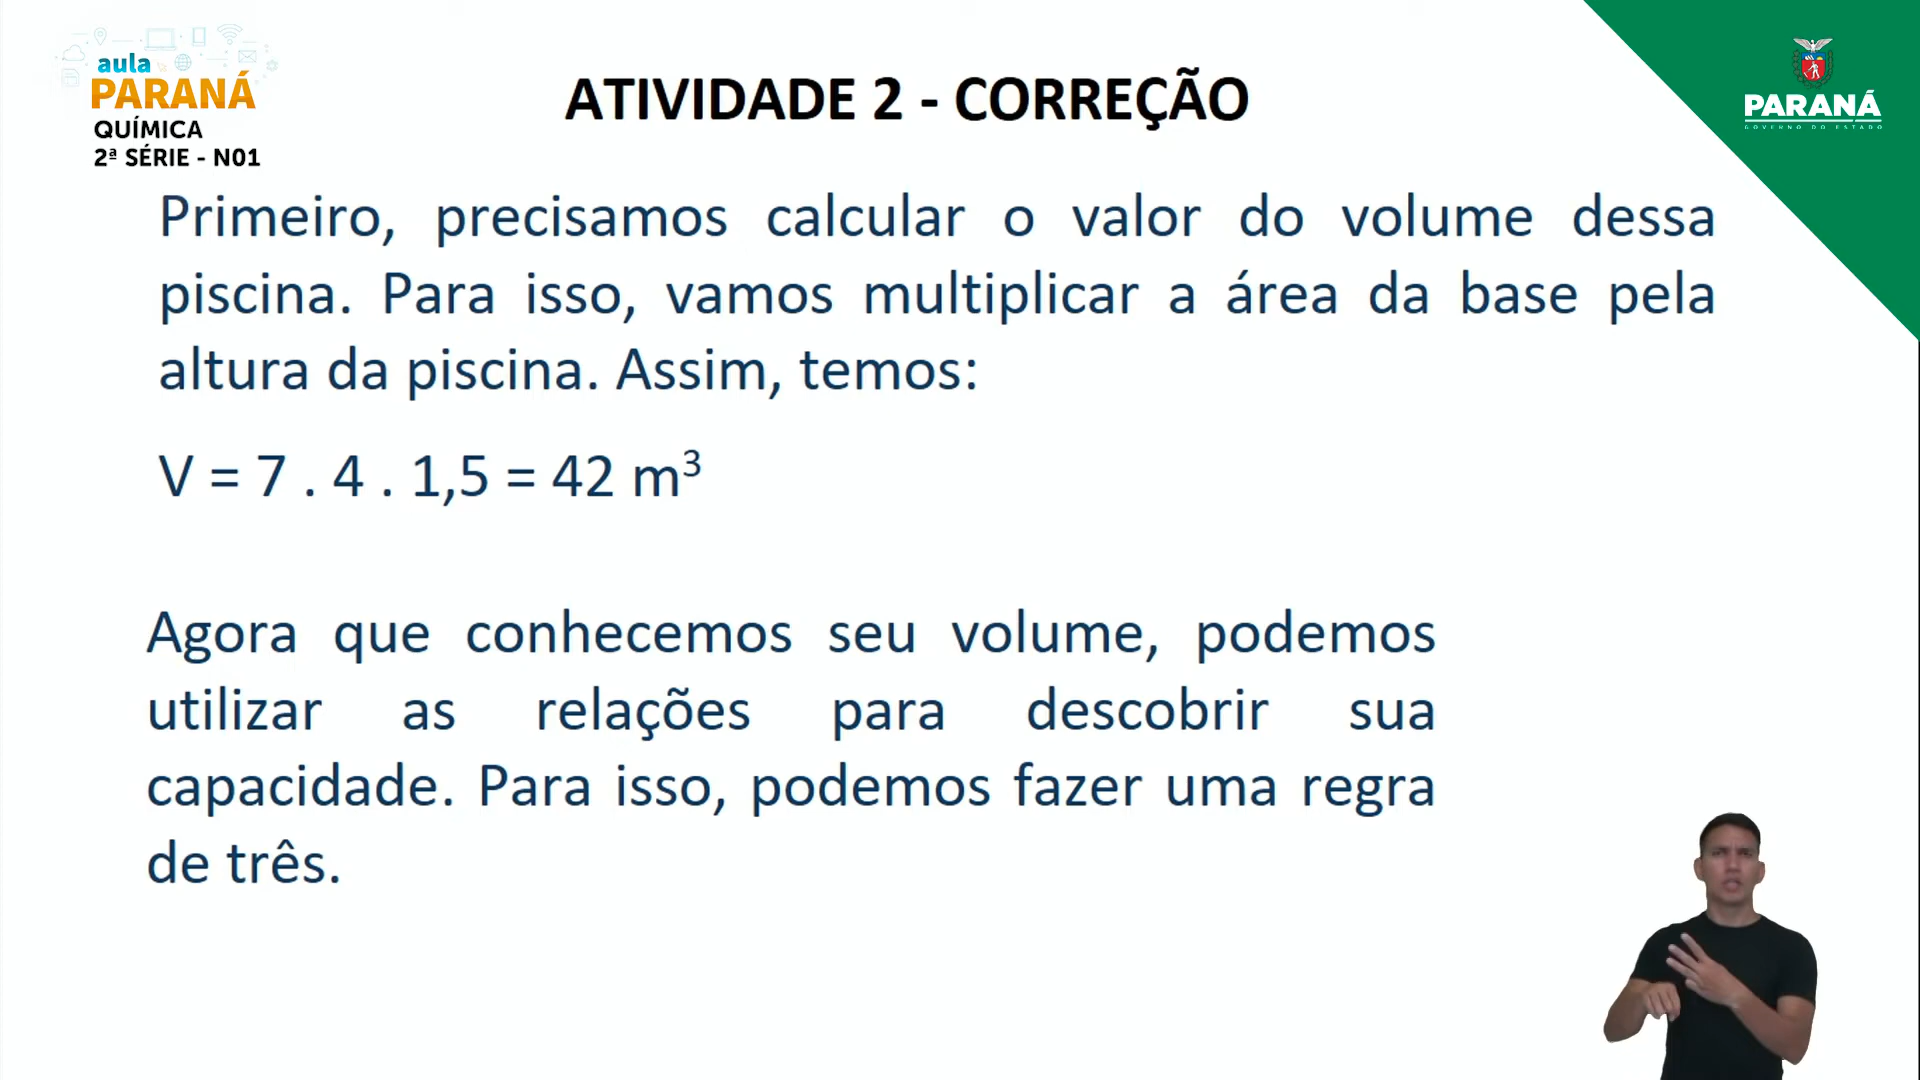 aula
PARANÁ
QUÍMICA
2ª SÉRIE - N01
ATIVIDADE 2 - CORREÇÃO
PARANÁ
GOVERNO DO ESTADO
Primeiro, precisamos calcular o valor do volume dessa
piscina. Para isso, vamos multiplicar a área da base pela
altura da piscina. Assim, temos:
V = 7 . 4 . 1,5 = 42 m³
Agora que conhecemos seu volume, podemos
utilizar as relações para descobrir sua
capacidade. Para isso, podemos fazer uma regra
de três.